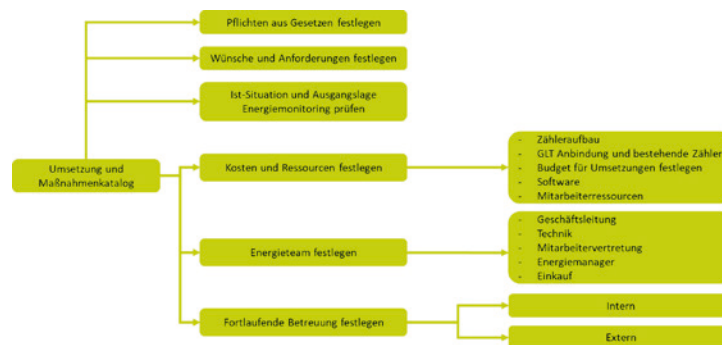 Pflichten aus Gesetzen festlegen
Wünsche und Anforderungen festlegen
Ist-Situation und Ausgangslage
Energiemonitoring prüfen
Umsetzung und
Maßnahmenkatalog
Kosten und Ressourcen festlegen
- Zähleraufbau
- GLT Anbindung und bestehende Zähler
- Budget für Umsetzungen festlegen
- Software
- Mitarbeiterressourcen
Energieteam festlegen
- Geschäftsleitung
- Technik
- Mitarbeitervertretung
- Energiemanager
- Einkauf
Fortlaufende Betreuung festlegen
Intern
Extern